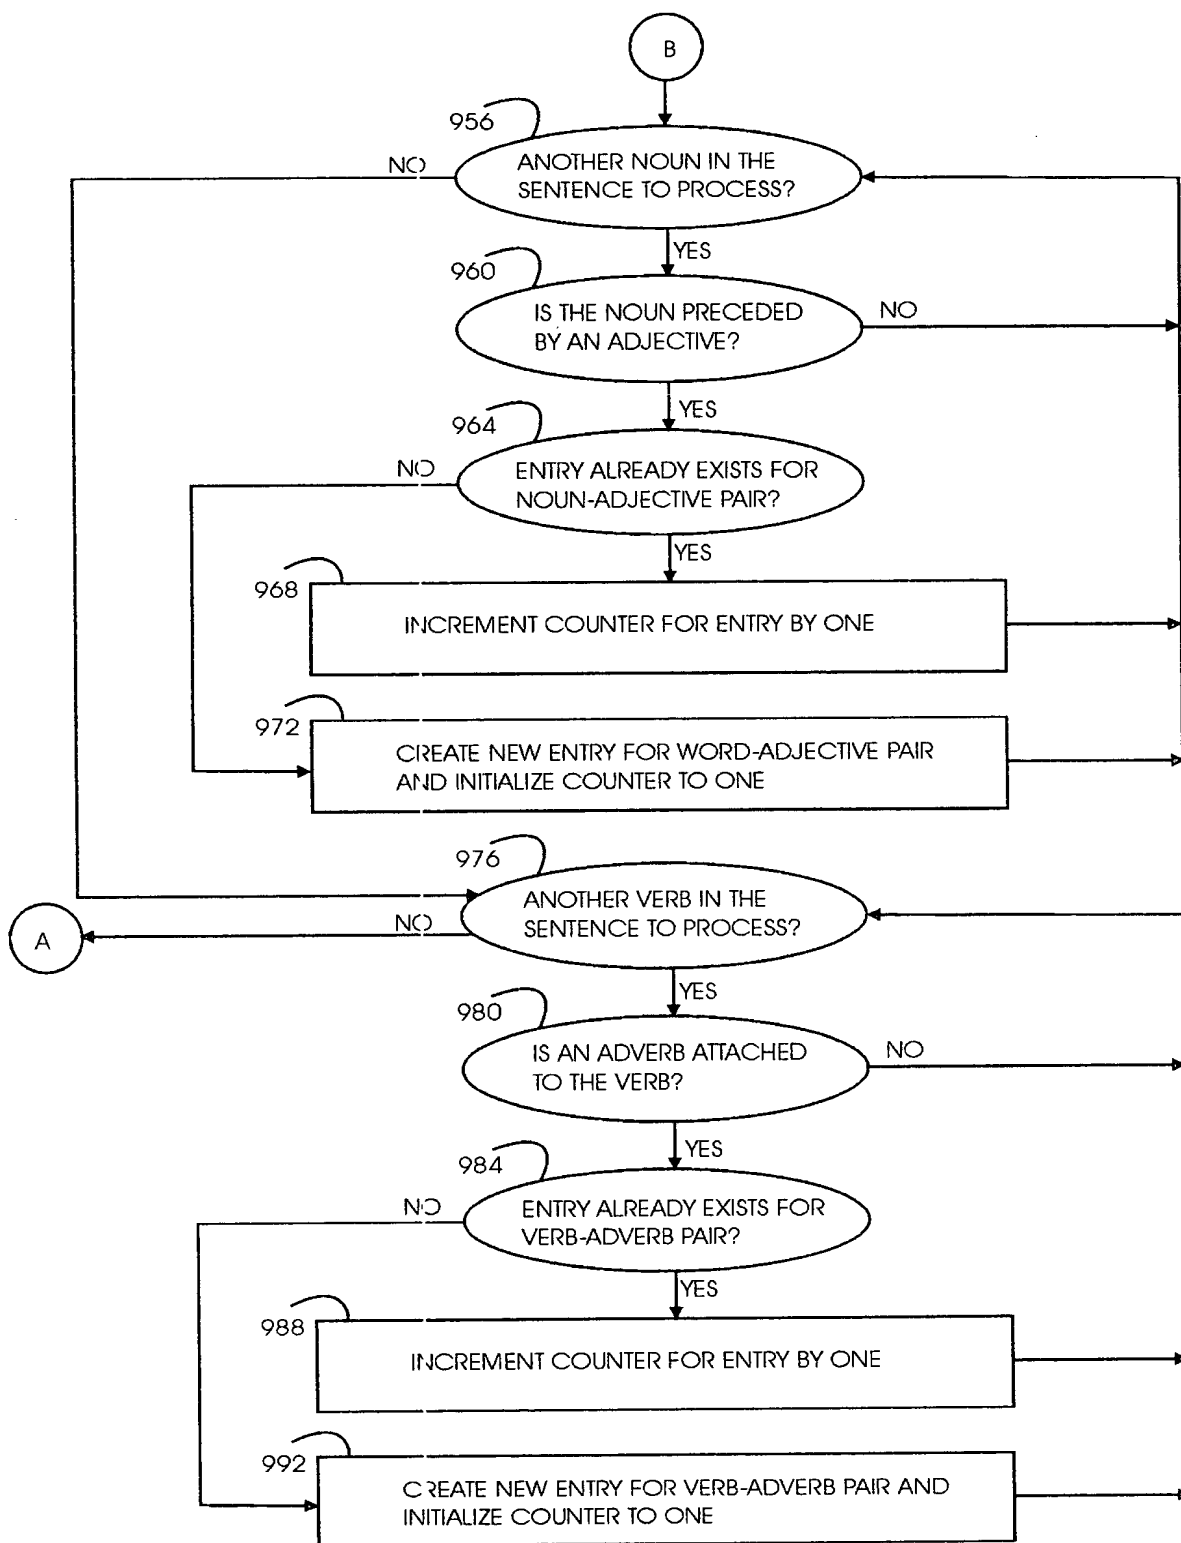 B
956
NO
ANOTHER NOUN IN THE
SENTENCE TO PROCESS?
YES
960
IS THE NOUN PRECEDED
BY AN ADJECTIVE?
NO
YES
964
NO
ENTRY ALREADY EXISTS FOR
NOUN-ADJECTIVE PAIR?
YES
968
INCREMENT COUNTER FOR ENTRY BY ONE
972
CREATE NEW ENTRY FOR WORD-ADJECTIVE PAIR
AND INITIALIZE COUNTER TO ONE
976
ANOTHER VERB IN THE
SENTENCE TO PROCESS?
NO
A
YES
980
IS AN ADVERB ATTACHED
TO THE VERB?
NO
YES
984
NO
ENTRY ALREADY EXISTS FOR
VERB-ADVERB PAIR?
YES
988
INCREMENT COUNTER FOR ENTRY BY ONE
992
CREATE NEW ENTRY FOR VERB-ADVERB PAIR AND
INITIALIZE COUNTER TO ONE